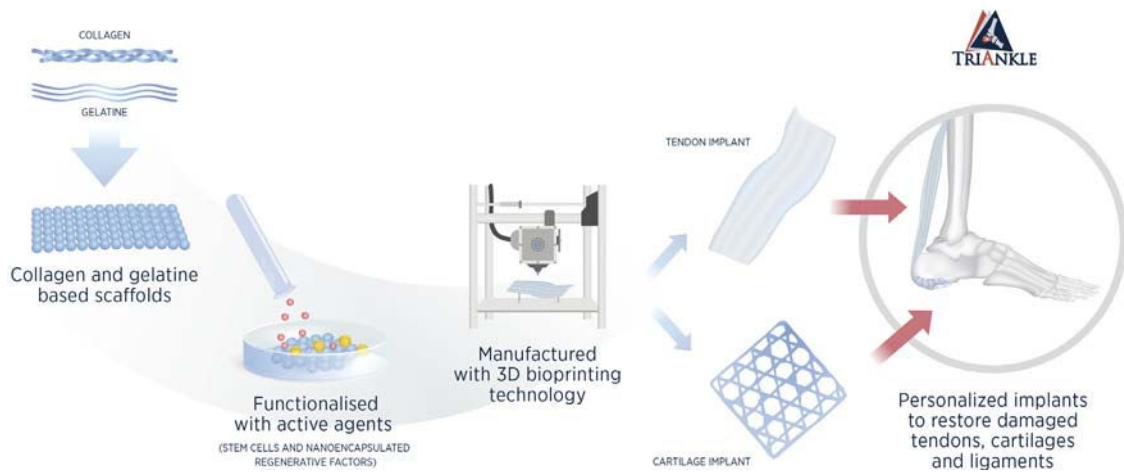 COLLAGEN
GELATINE
Collagen and gelatine
based scaffolds
Functionalised
with active agents
(STEM CELLS AND NANOENCAPSULATED
REGENERATIVE FACTORS)
Manufactured
with 3D bioprinting
technology
TENDON IMPLANT
CARTILAGE IMPLANT
TRIANKLE
Personalized implants
to restore damaged
tendons, cartilages
and ligaments